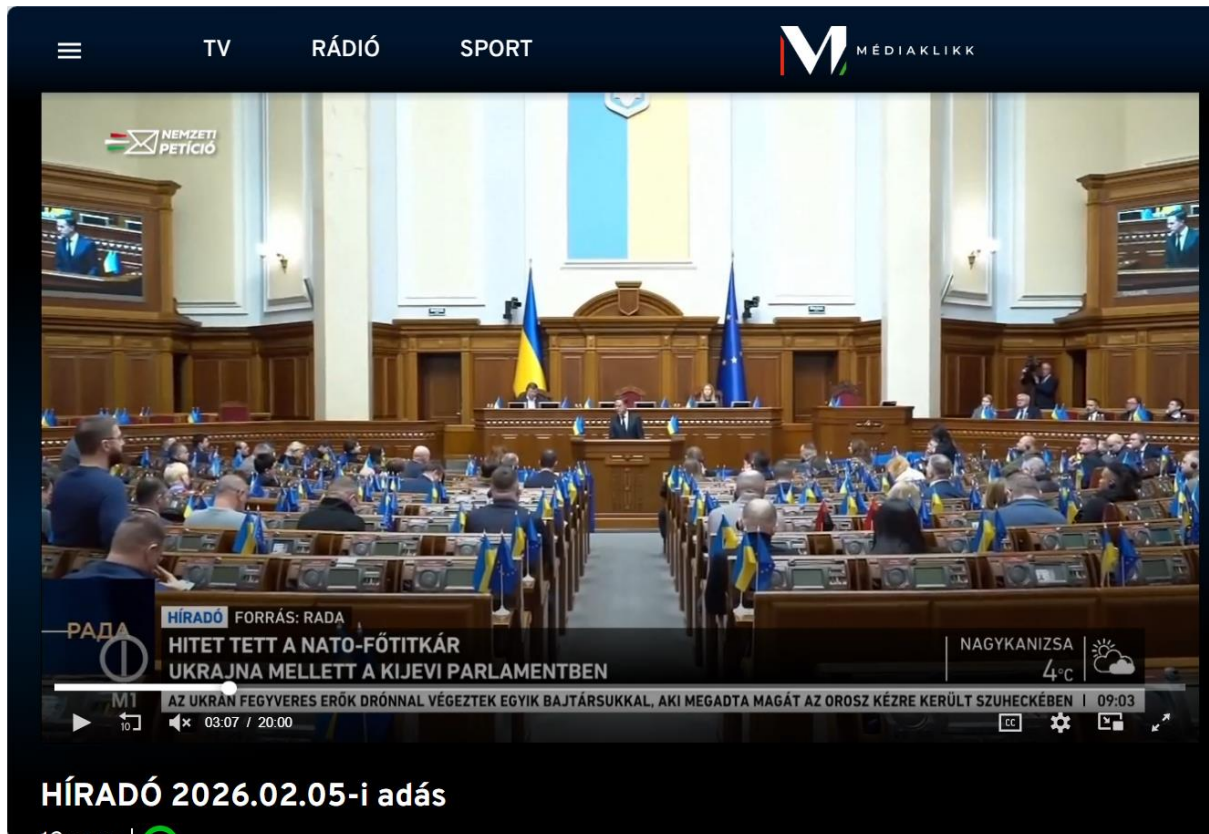 TV RÁDIÓ SPORT MÉDIAKLIKK
NEMZETI
PETÍCIÓ
HÍRADÓ FORRÁS: RADA
РАДА
HITET TETT A NATO-FŐTITKÁR
UKRAJNA MELLETT A KIJEVI PARLAMENTBEN
NAGYKANIZSA
4°C
M1
AZ UKRÁN FEGYVERES ERŐK DRÓNNAL VÉGEZTEK EGYIK BAJTÁRSUKKAL, AKI MEGADTA MAGÁT AZ OROSZ KÉZRE KERÜLT SZUHECKÉBEN | 09:03
10 03:07 / 20:00 CC
HÍRADÓ 2026.02.05-i adás